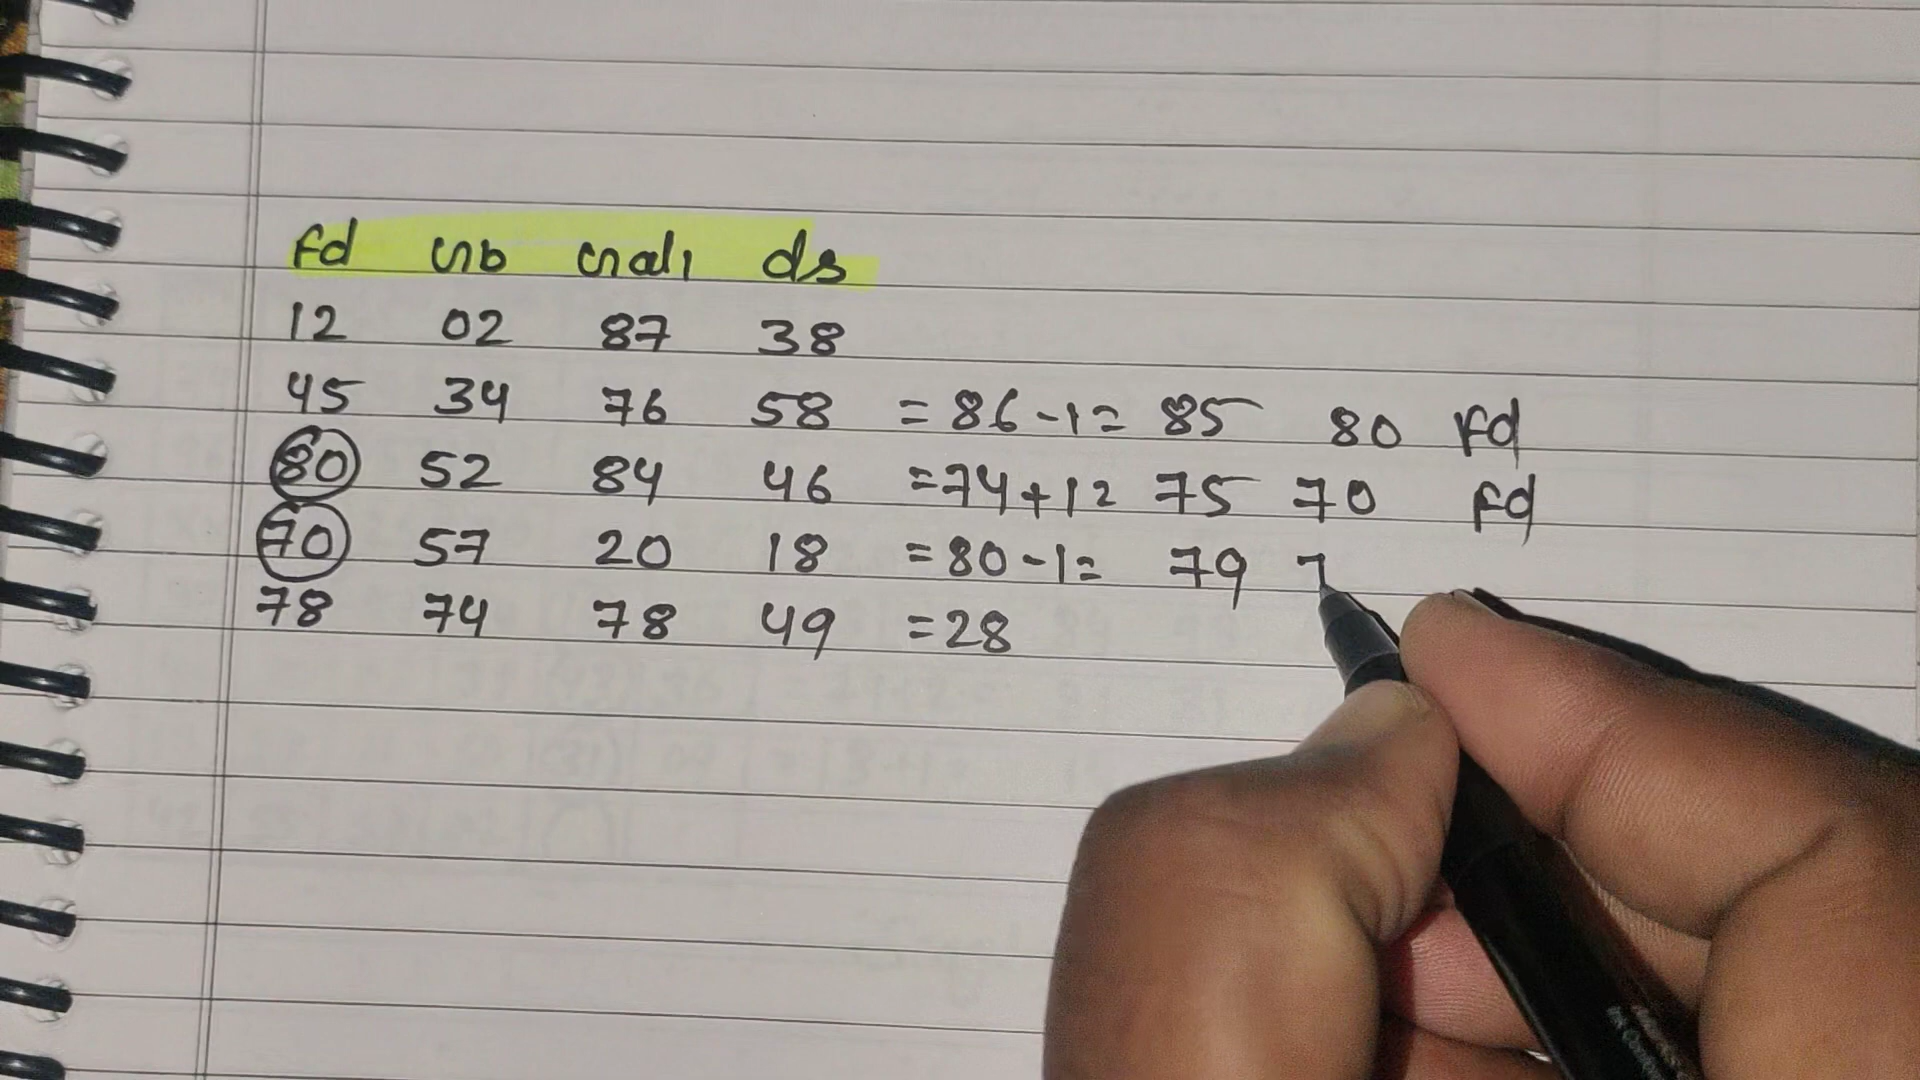 Fd GB Gali ds
12 02 87 38
45 34 76 58 = 86 - 1 = 85 80 Fd
80 52 84 46 = 74 + 1 = 75 70 Fd
70 57 20 18 = 80 - 1 = 79 7
78 74 78 49 = 28